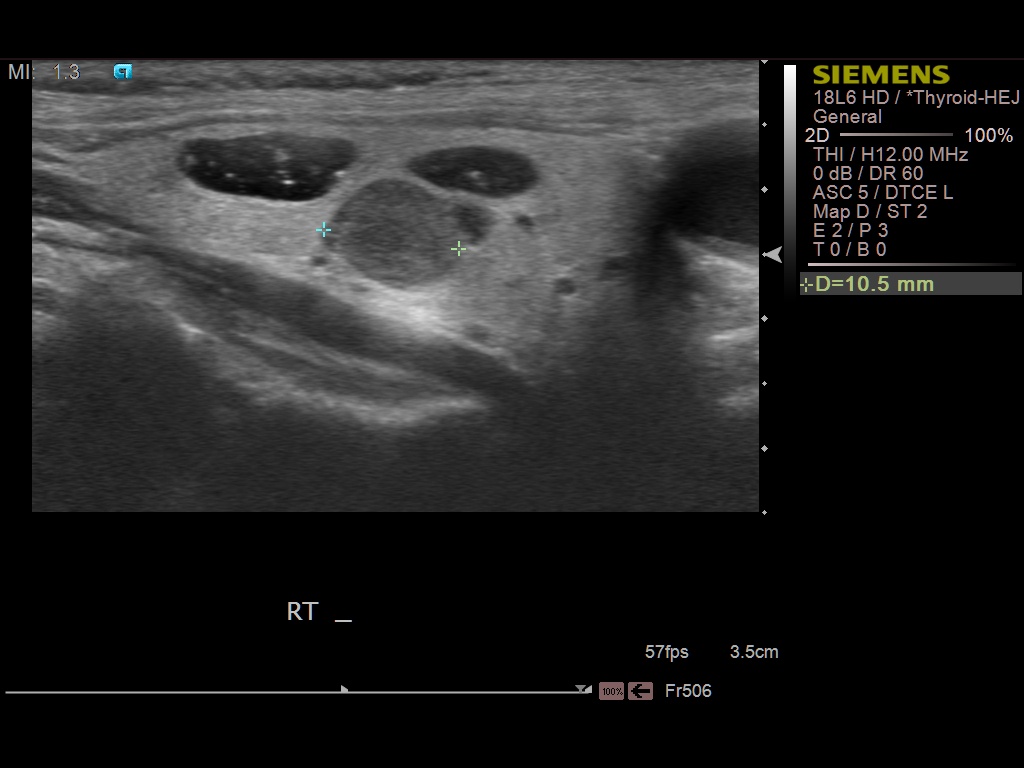 MI: 1.3
SIEMENS
18L6 HD / *Thyroid-HEJ
General
2D 100%
THI / H12.00 MHz
0 dB / DR 60
ASC 5 / DTCE L
Map D / ST 2
E 2 / P 3
T 0 / B 0
D=10.5 mm
RT _
57fps 3.5cm
100% Fr506